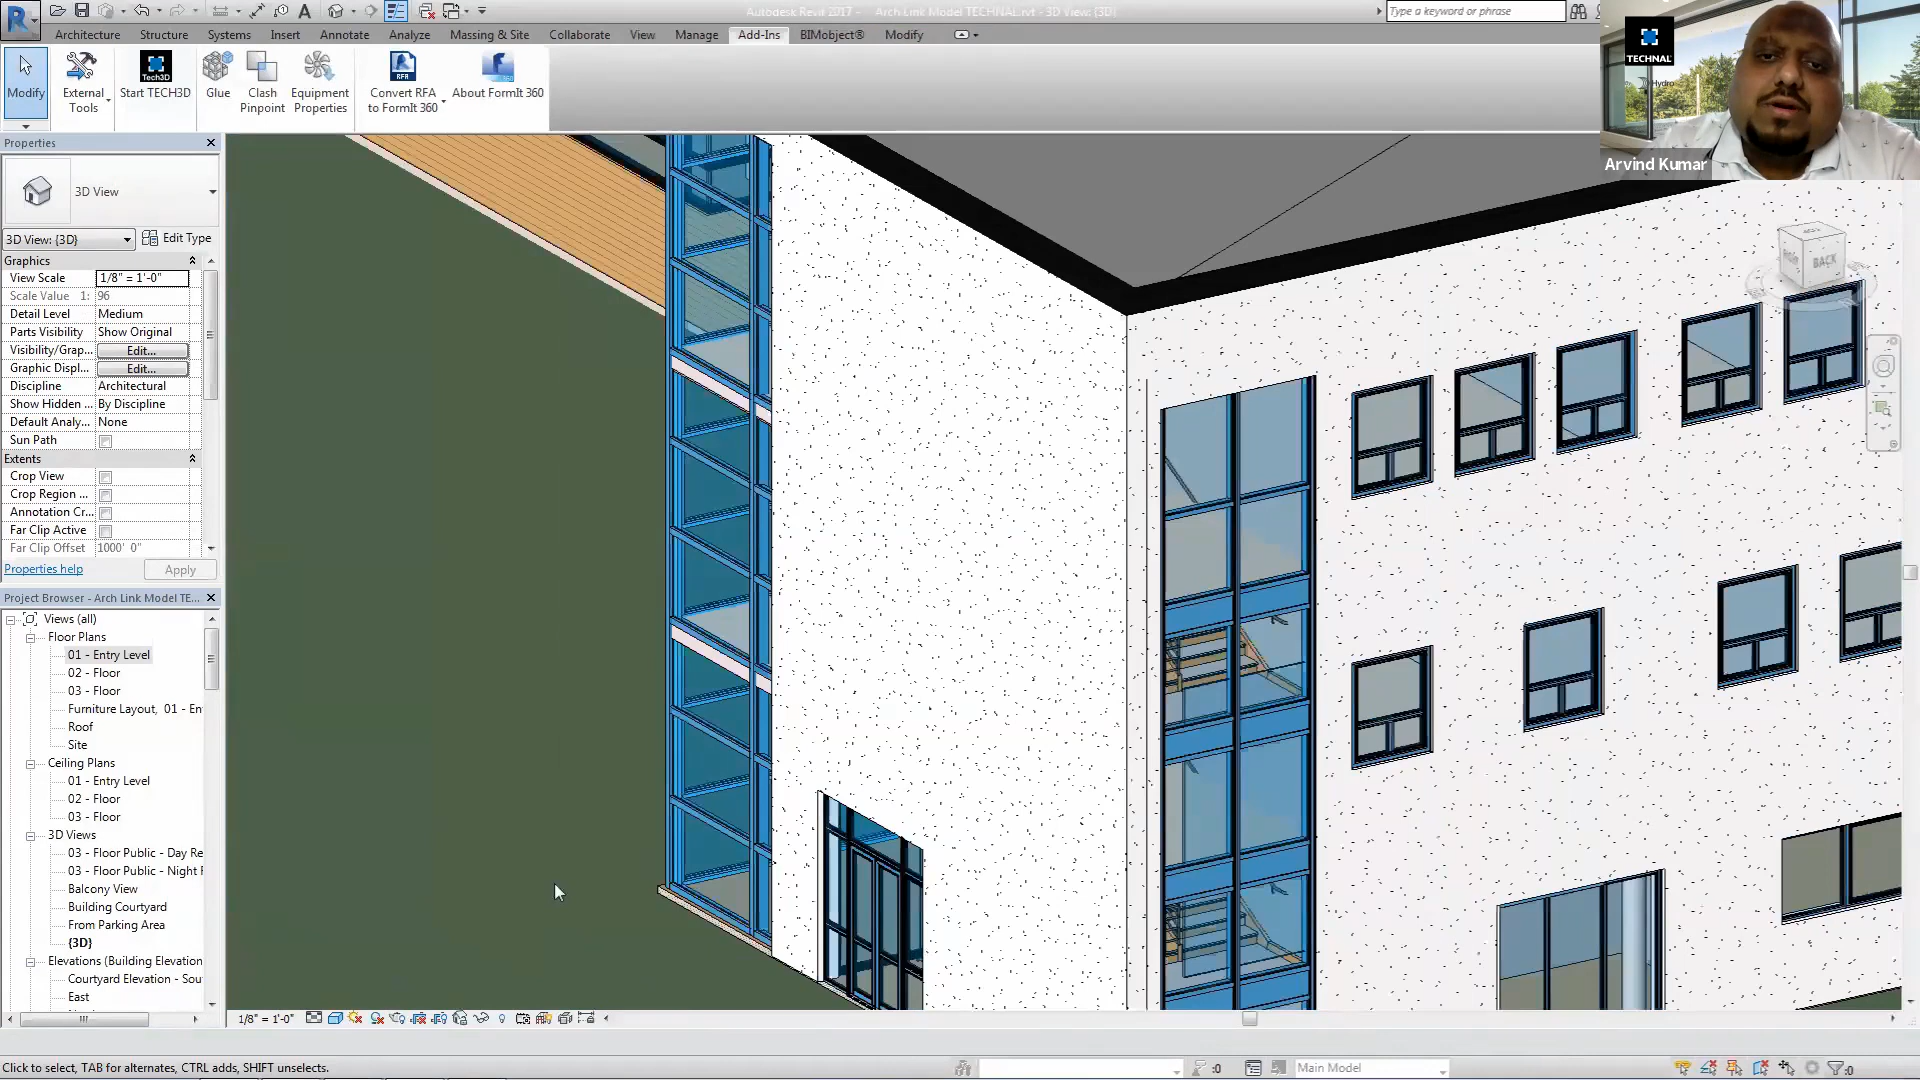 Autodesk Revit 2017 - Arch Link Model TECHNAL.rvt - 3D View: {3D}
Type a keyword or phrase
Architecture Structure Systems Insert Annotate Analyze Massing & Site Collaborate View Manage Add-Ins BIMobject® Modify
Modify
External Tools
Tech3D
Start TECH3D
Glue
Clash Pinpoint
Equipment Properties
RFA
Convert RFA to FormIt 360
360
About FormIt 360
TECHNAL
Hydro
Arvind Kumar
Properties
3D View
3D View: {3D}
Edit Type
Graphics
View Scale 1/8" = 1'-0"
Scale Value 1: 96
Detail Level Medium
Parts Visibility Show Original
Visibility/Grap... Edit...
Graphic Displ... Edit...
Discipline Architectural
Show Hidden ... By Discipline
Default Analy... None
Sun Path
Extents
Crop View
Crop Region ...
Annotation Cr...
Far Clip Active
Far Clip Offset 1000' 0"
Properties help
Apply
Project Browser - Arch Link Model TE...
Views (all)
Floor Plans
01 - Entry Level
02 - Floor
03 - Floor
Furniture Layout, 01 - En
Roof
Site
Ceiling Plans
01 - Entry Level
02 - Floor
03 - Floor
3D Views
03 - Floor Public - Day Re
03 - Floor Public - Night F
Balcony View
Building Courtyard
From Parking Area
{3D}
Elevations (Building Elevation
Courtyard Elevation - Sou
East
BACK
1/8" = 1'-0"
Click to select, TAB for alternates, CTRL adds, SHIFT unselects.
:0
Main Model
:0